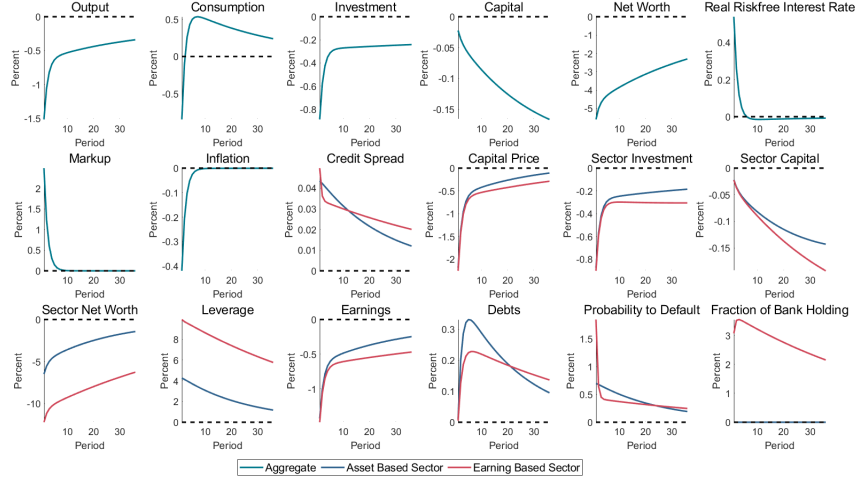 Output Consumption Investment Capital Net Worth Real Riskfree Interest Rate
Percent 0 -0.5 -1 -1.5 10 20 30 Period
Percent 0.5 0 -0.5 10 20 30 Period
Percent 0 -0.2 -0.4 -0.6 -0.8 10 20 30 Period
Percent 0 -0.05 -0.1 -0.15 10 20 30 Period
Percent 0 -1 -2 -3 -4 -5 10 20 30 Period
Percent 0.4 0.2 0 10 20 30 Period
Markup Inflation Credit Spread Capital Price Sector Investment Sector Capital
Percent 2 1.5 1 0.5 0 10 20 30 Period
Percent 0 -0.1 -0.2 -0.3 -0.4 10 20 30 Period
Percent 0.04 0.03 0.02 0.01 0 10 20 30 Period
Percent 0 -0.5 -1 -1.5 -2 10 20 30 Period
Percent 0 -0.2 -0.4 -0.6 -0.8 10 20 30 Period
Percent 0 -0.05 -0.1 -0.15 10 20 30 Period
Sector Net Worth Leverage Earnings Debts Probability to Default Fraction of Bank Holding
Percent 0 -5 -10 10 20 30 Period
Percent 8 6 4 2 0 10 20 30 Period
Percent 0 -0.5 -1 10 20 30 Period
Percent 0.3 0.2 0.1 0 10 20 30 Period
Percent 1.5 1 0.5 0 10 20 30 Period
Percent 3 2 1 0 10 20 30 Period
Aggregate Asset Based Sector Earning Based Sector